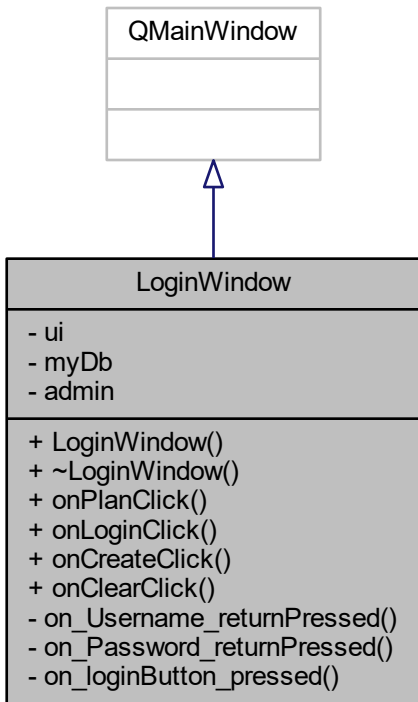 QMainWindow
LoginWindow
- ui
- myDb
- admin
+ LoginWindow()
+ ~LoginWindow()
+ onPlanClick()
+ onLoginClick()
+ onCreateClick()
+ onClearClick()
- on_Username_returnPressed()
- on_Password_returnPressed()
- on_loginButton_pressed()